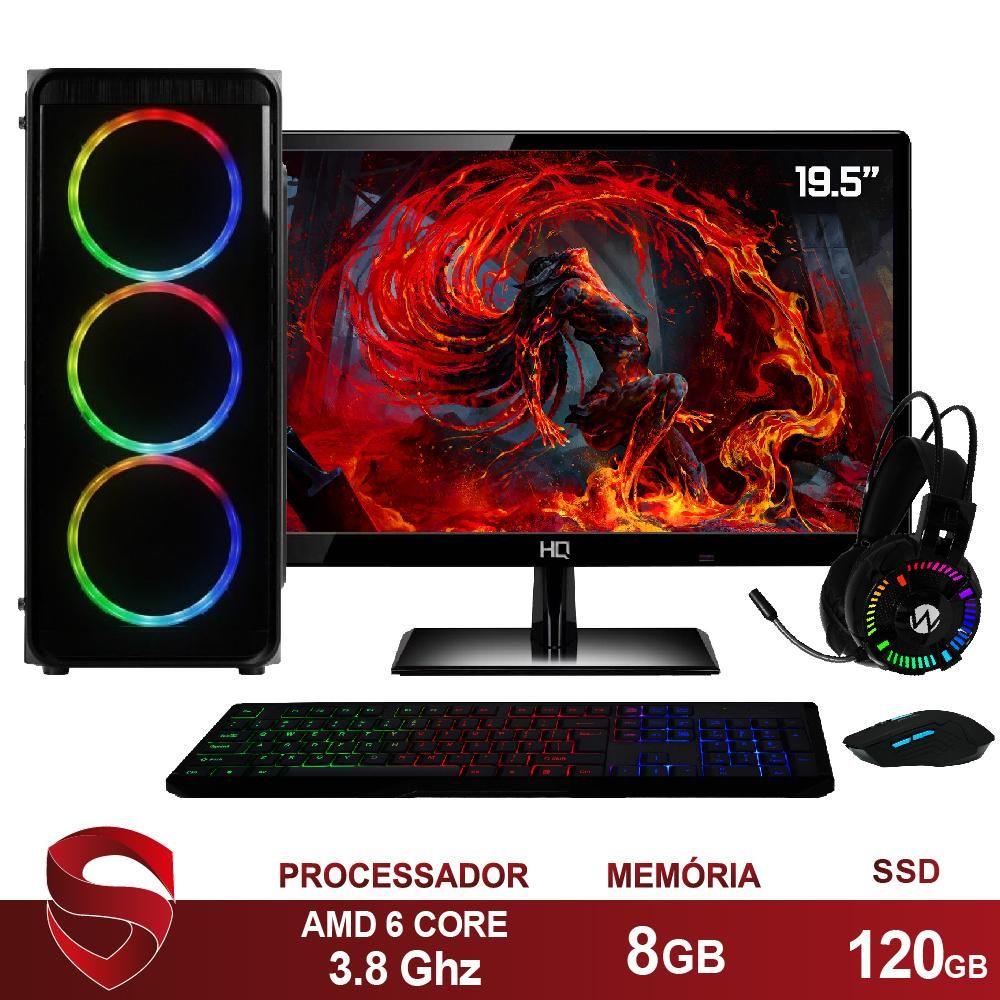 19.5”
HQ
PROCESSADOR
AMD 6 CORE
3.8 Ghz
MEMÓRIA
8GB
SSD
120GB